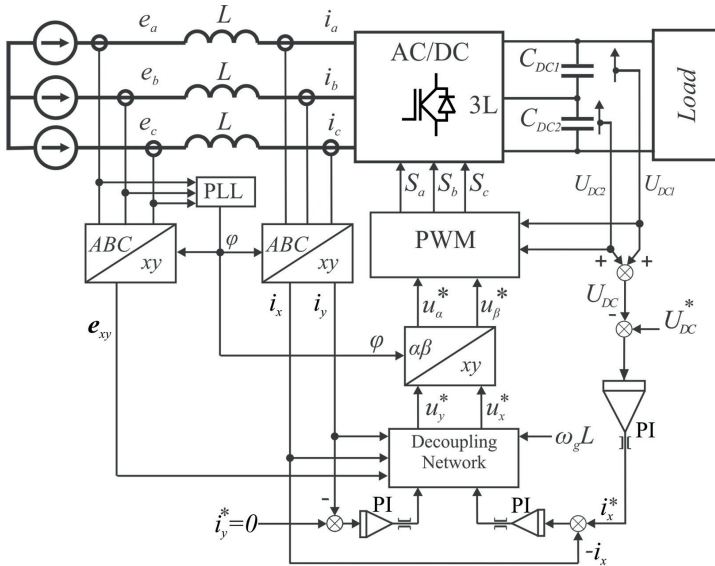 e_a L i_a AC/DC
C_DC1
e_b L i_b
Load
3L
C_DC2
e_c L i_c
S_a S_b S_c
U_DC2 U_DC1
PLL
ABC xy φ ABC xy
PWM
+ +
U_DC
i_x i_y
e_xy
u_α* u_β*
- U_DC*
φ αβ xy
u_y* u_x*
PI
Decoupling
Network
ω_g L
- PI PI
i_y*=0 i_x*
-i_x